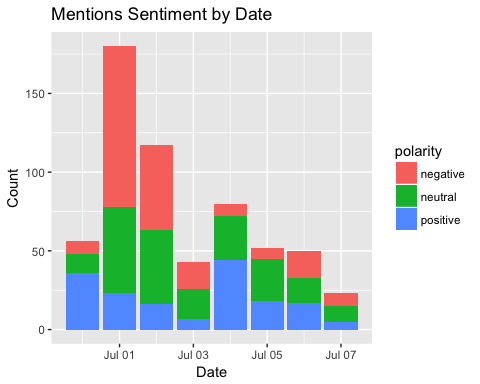 Mentions Sentiment by Date
Count
150
100
50
0
Jul 01 Jul 03 Jul 05 Jul 07
Date
polarity
negative
neutral
positive